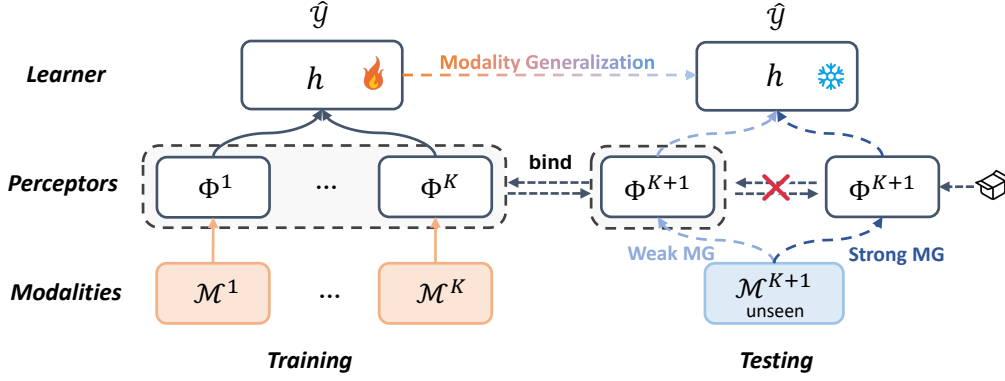 ŷ ŷ
Learner h Modality Generalization h
bind
Perceptors Φ¹ ... Φᴷ Φᴷ⁺¹ Φᴷ⁺¹
Weak MG Strong MG
Modalities ℳ¹ ... ℳᴷ ℳᴷ⁺¹
unseen
Training Testing